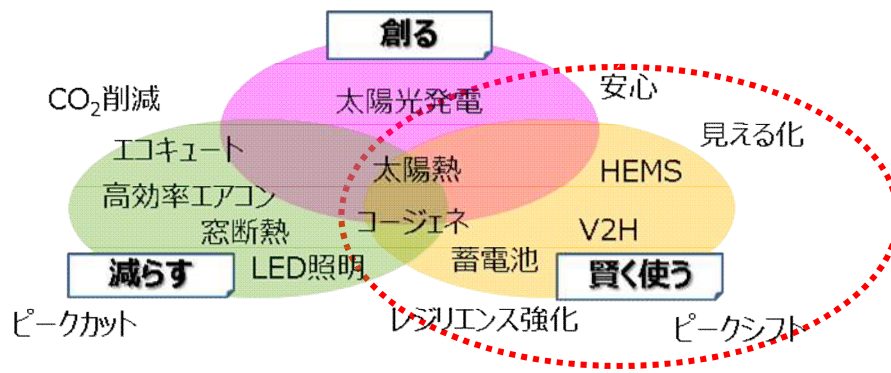 創る
CO₂削減
太陽光発電
安心
エコキュート
見える化
太陽熱
HEMS
高効率エアコン
コージェネ
V2H
窓断熱
蓄電池
減らす
LED照明
賢く使う
ピークカット
レジリエンス強化
ピークシフト